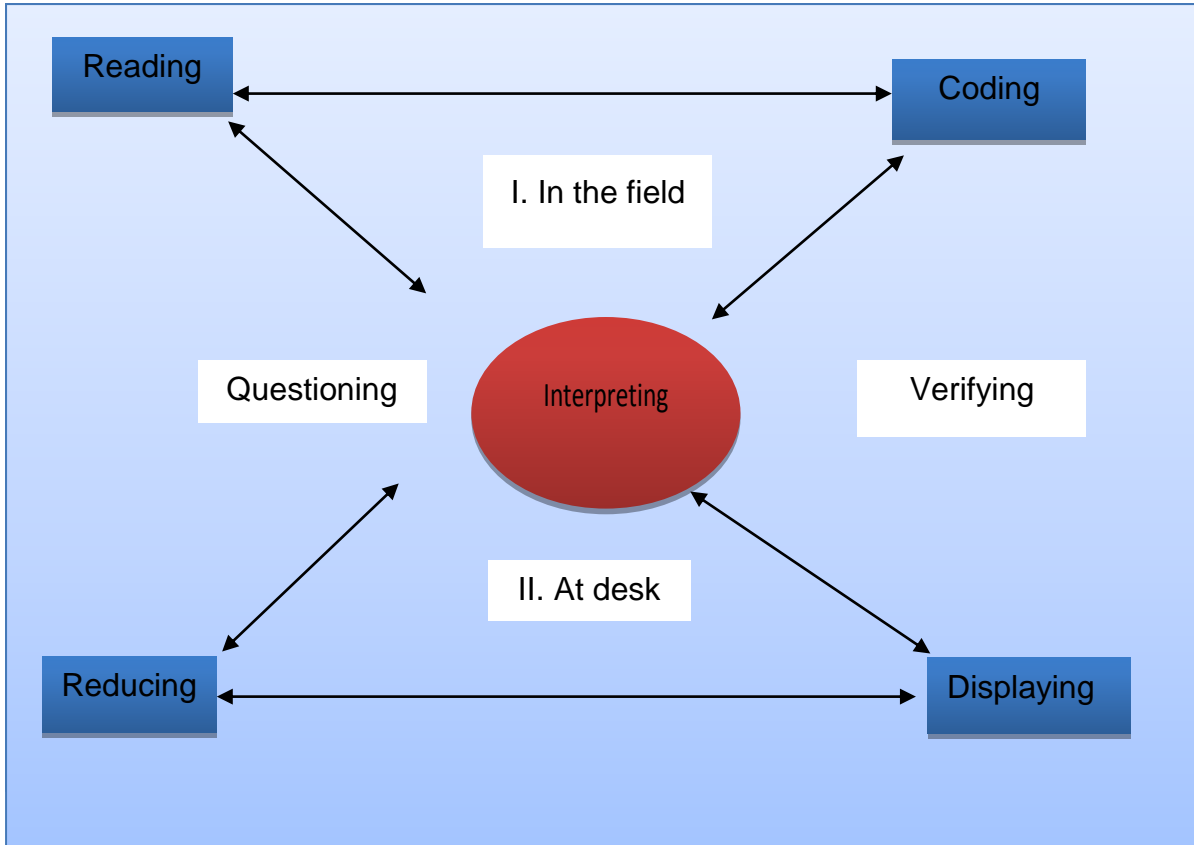 Reading
Coding
I. In the field
Questioning
Interpreting
Verifying
II. At desk
Reducing
Displaying